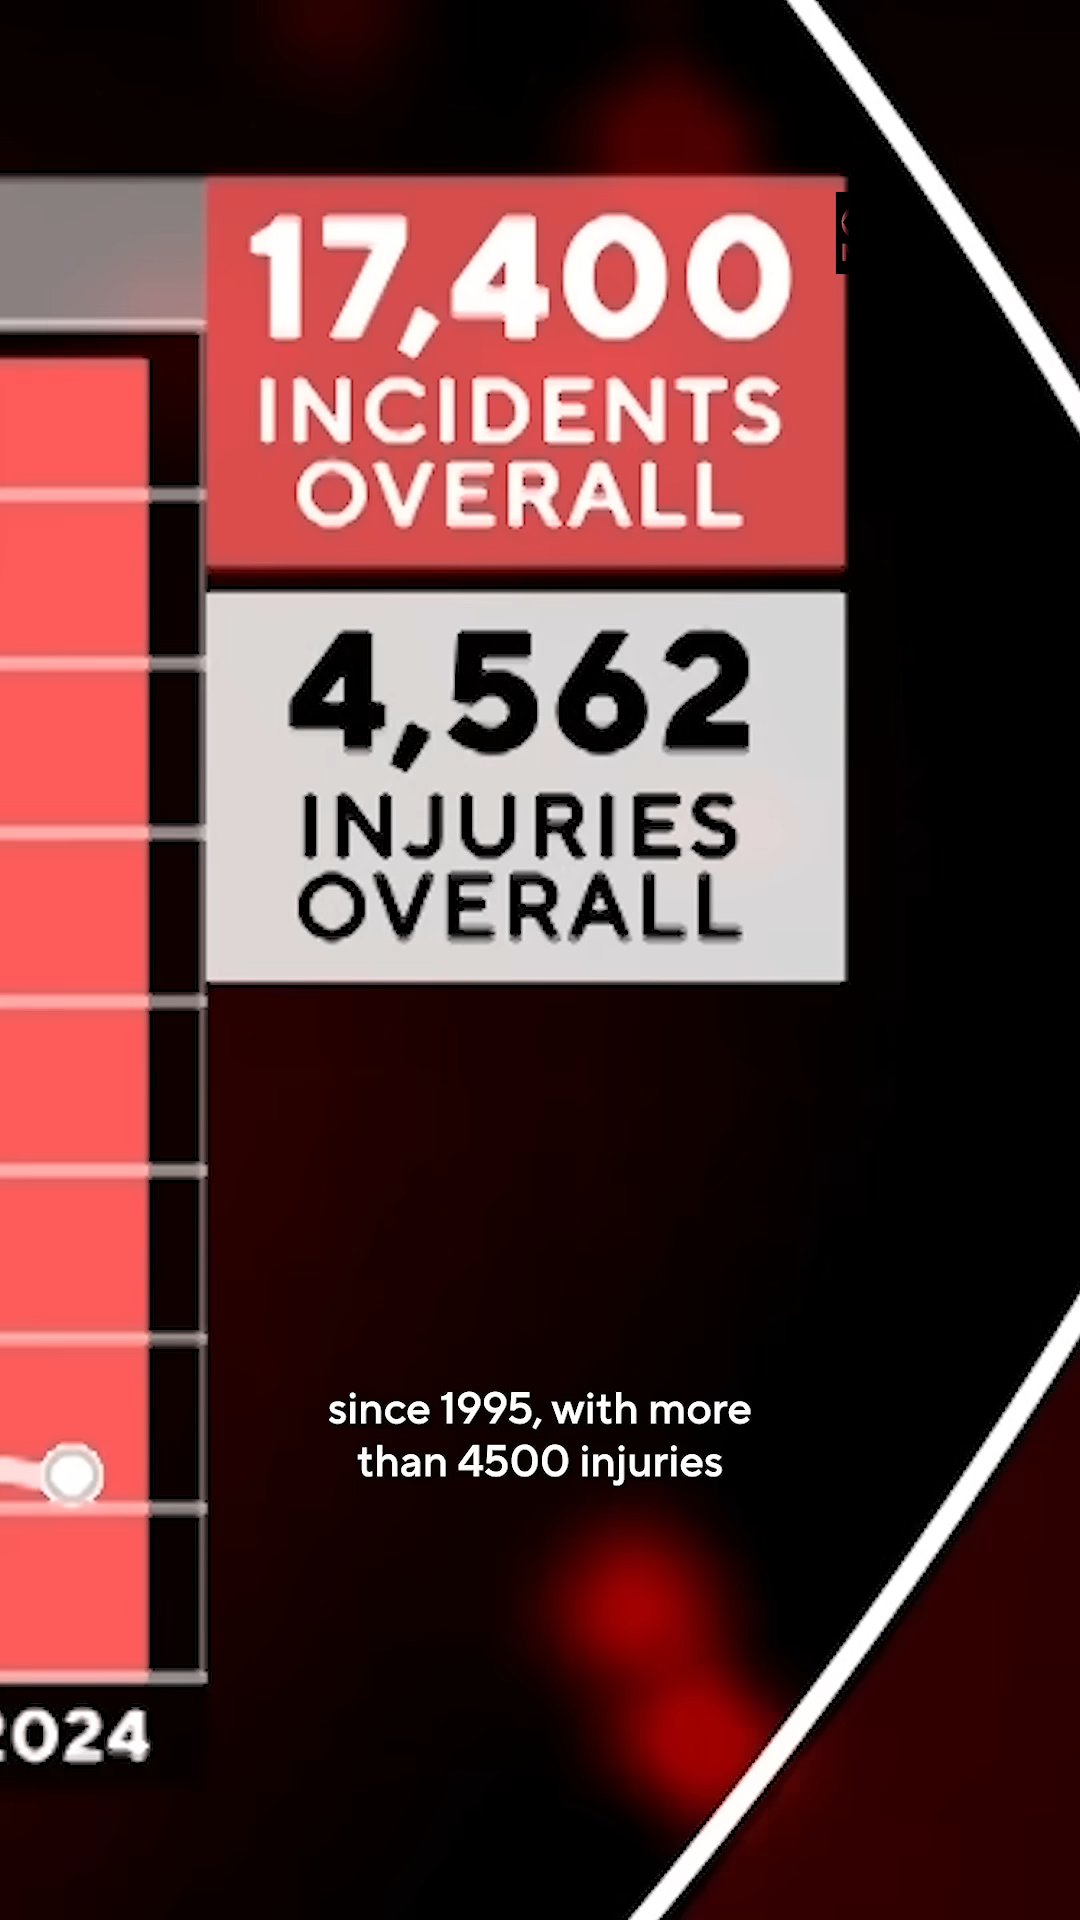 17,400
INCIDENTS
OVERALL
4,562
INJURIES
OVERALL
since 1995, with more
than 4500 injuries
2024